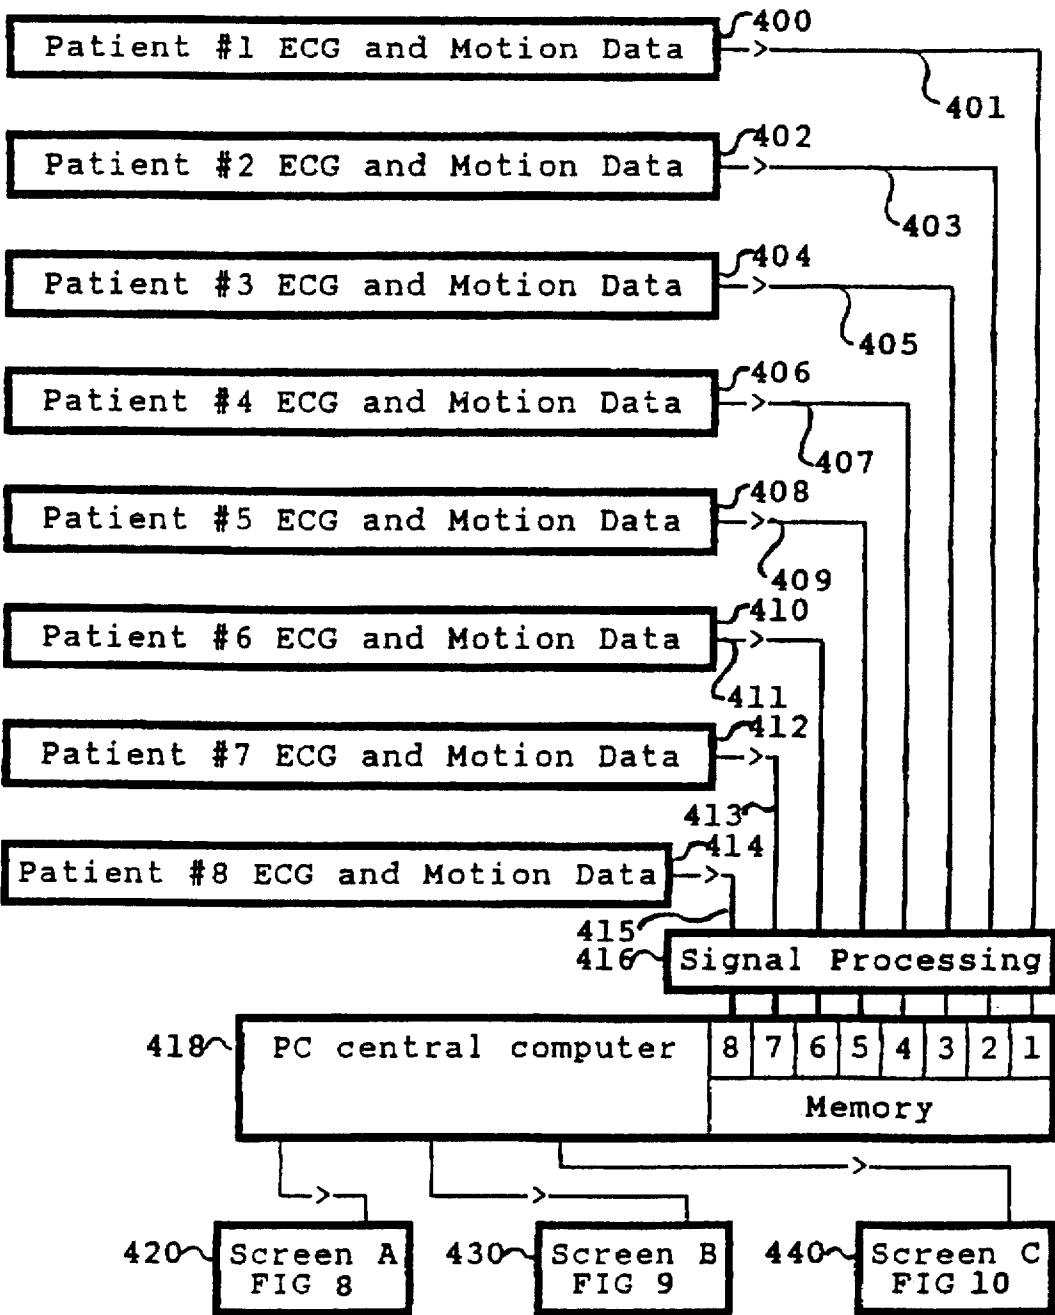 400
Patient #1 ECG and Motion Data
401
402
Patient #2 ECG and Motion Data
403
404
Patient #3 ECG and Motion Data
405
406
Patient #4 ECG and Motion Data
407
408
Patient #5 ECG and Motion Data
409
410
Patient #6 ECG and Motion Data
411
412
Patient #7 ECG and Motion Data
413
414
Patient #8 ECG and Motion Data
415
416 Signal Processing
418 PC central computer 8 7 6 5 4 3 2 1
Memory
420 Screen A 430 Screen B 440 Screen C
FIG 8 FIG 9 FIG 10